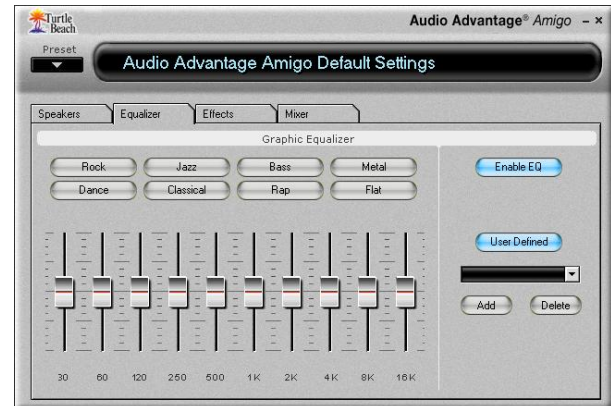 Turtle Beach
Audio Advantage® Amigo
Preset
Audio Advantage Amigo Default Settings
Speakers Equalizer Effects Mixer
Graphic Equalizer
Rock Jazz Bass Metal Enable EQ
Dance Classical Rap Flat
User Defined
Add Delete
30 60 120 250 500 1K 2K 4K 8K 16K